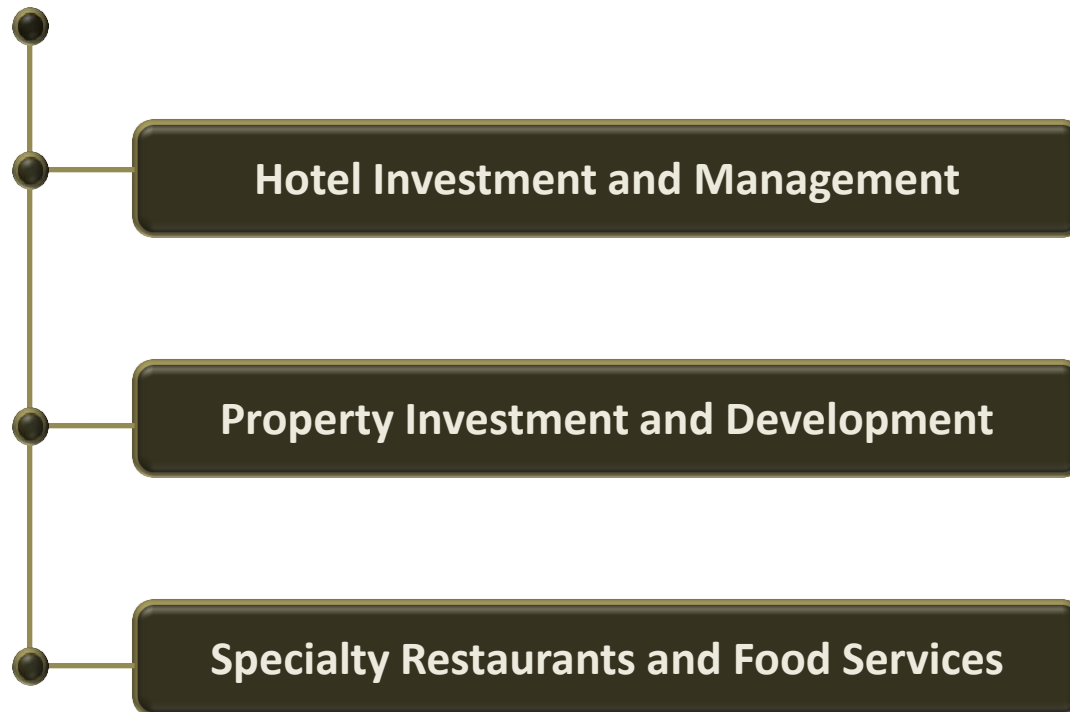 Hotel Investment and Management
Property Investment and Development
Specialty Restaurants and Food Services